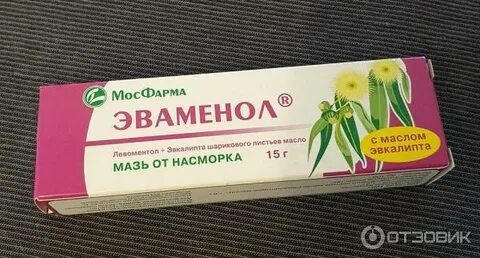 МосФарма
ЭВАМЕНОЛ®
Левоментол + Эвкалипта шарикового листьев масло
МАЗЬ ОТ НАСМОРКА 15 г
с маслом
эвкалипта
ОТЗОВИК